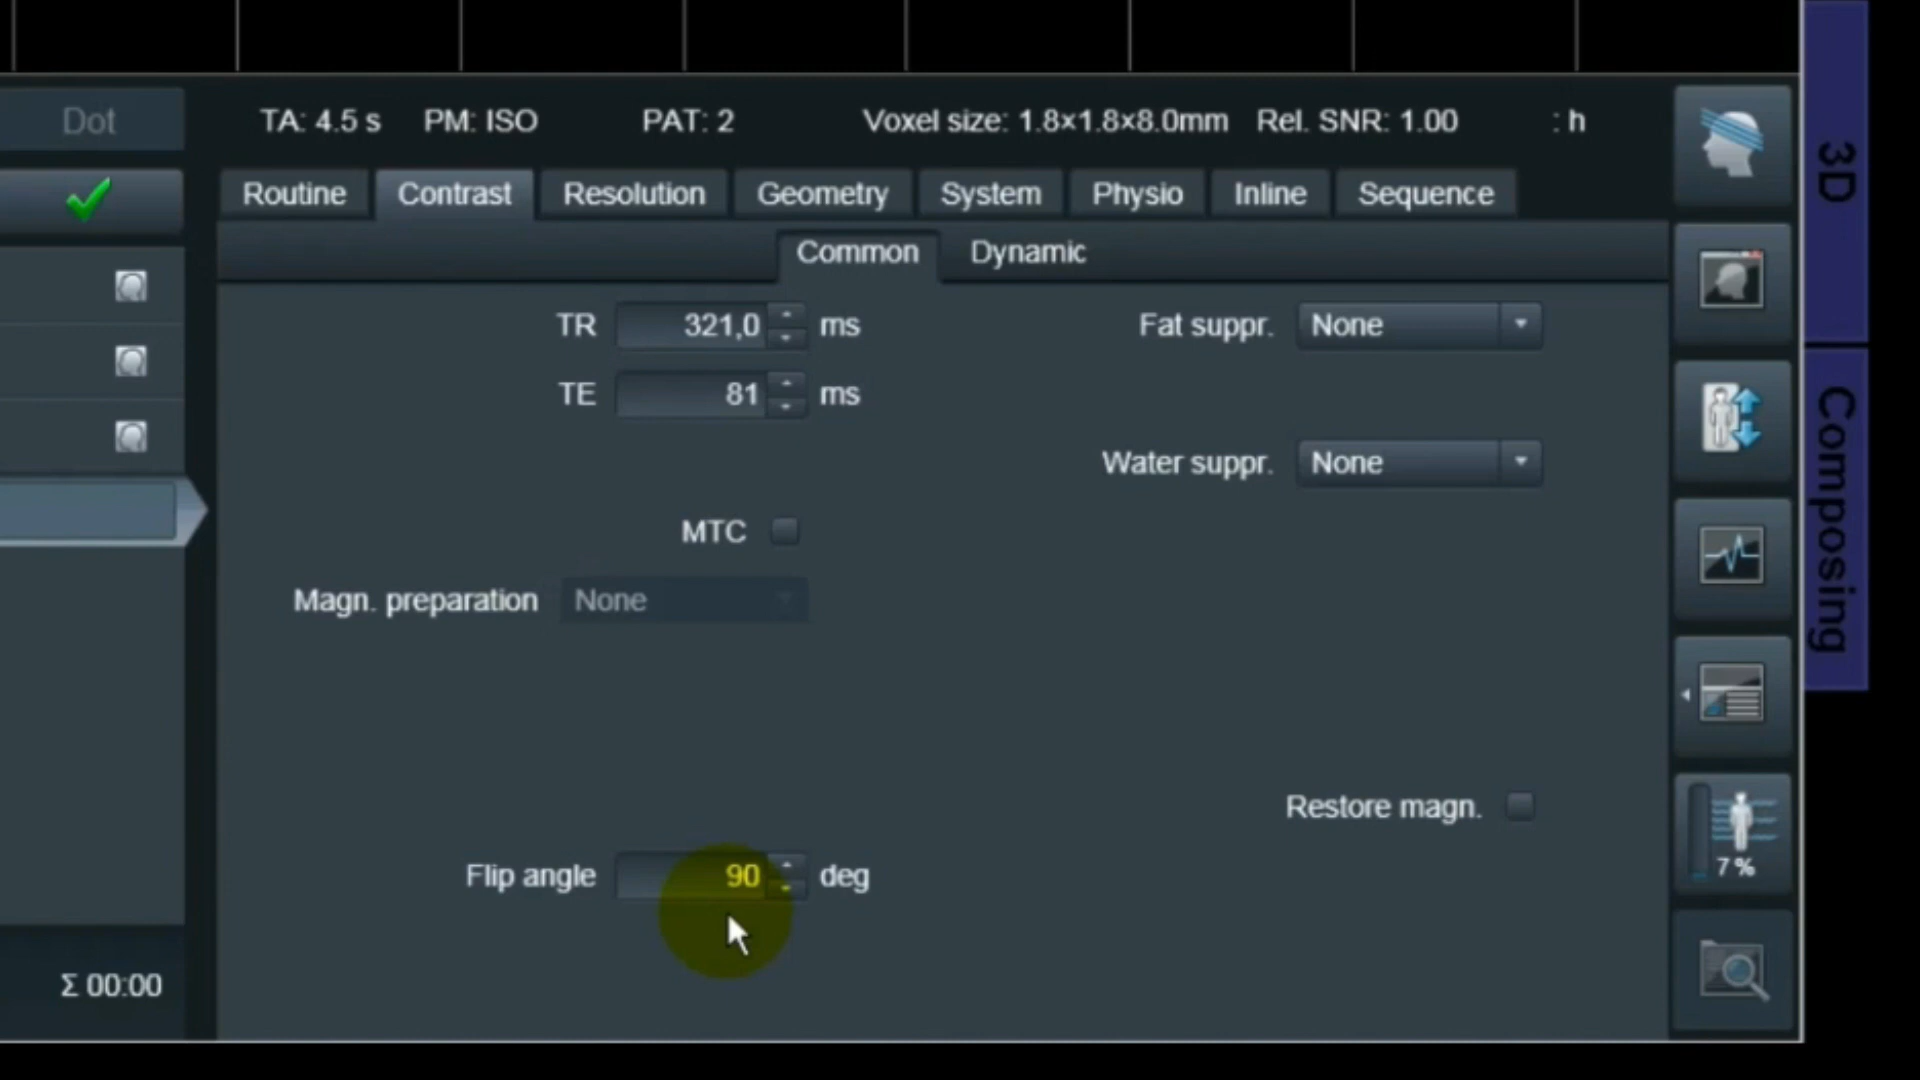 Dot
TA: 4.5 s PM: ISO PAT: 2 Voxel size: 1.8×1.8×8.0mm Rel. SNR: 1.00 : h
Routine Contrast Resolution Geometry System Physio Inline Sequence
Common Dynamic
TR 321,0 ms Fat suppr. None
TE 81 ms
Water suppr. None
MTC
Magn. preparation None
Restore magn.
Flip angle 90 deg
7 %
Σ 00:00
3D
Composing